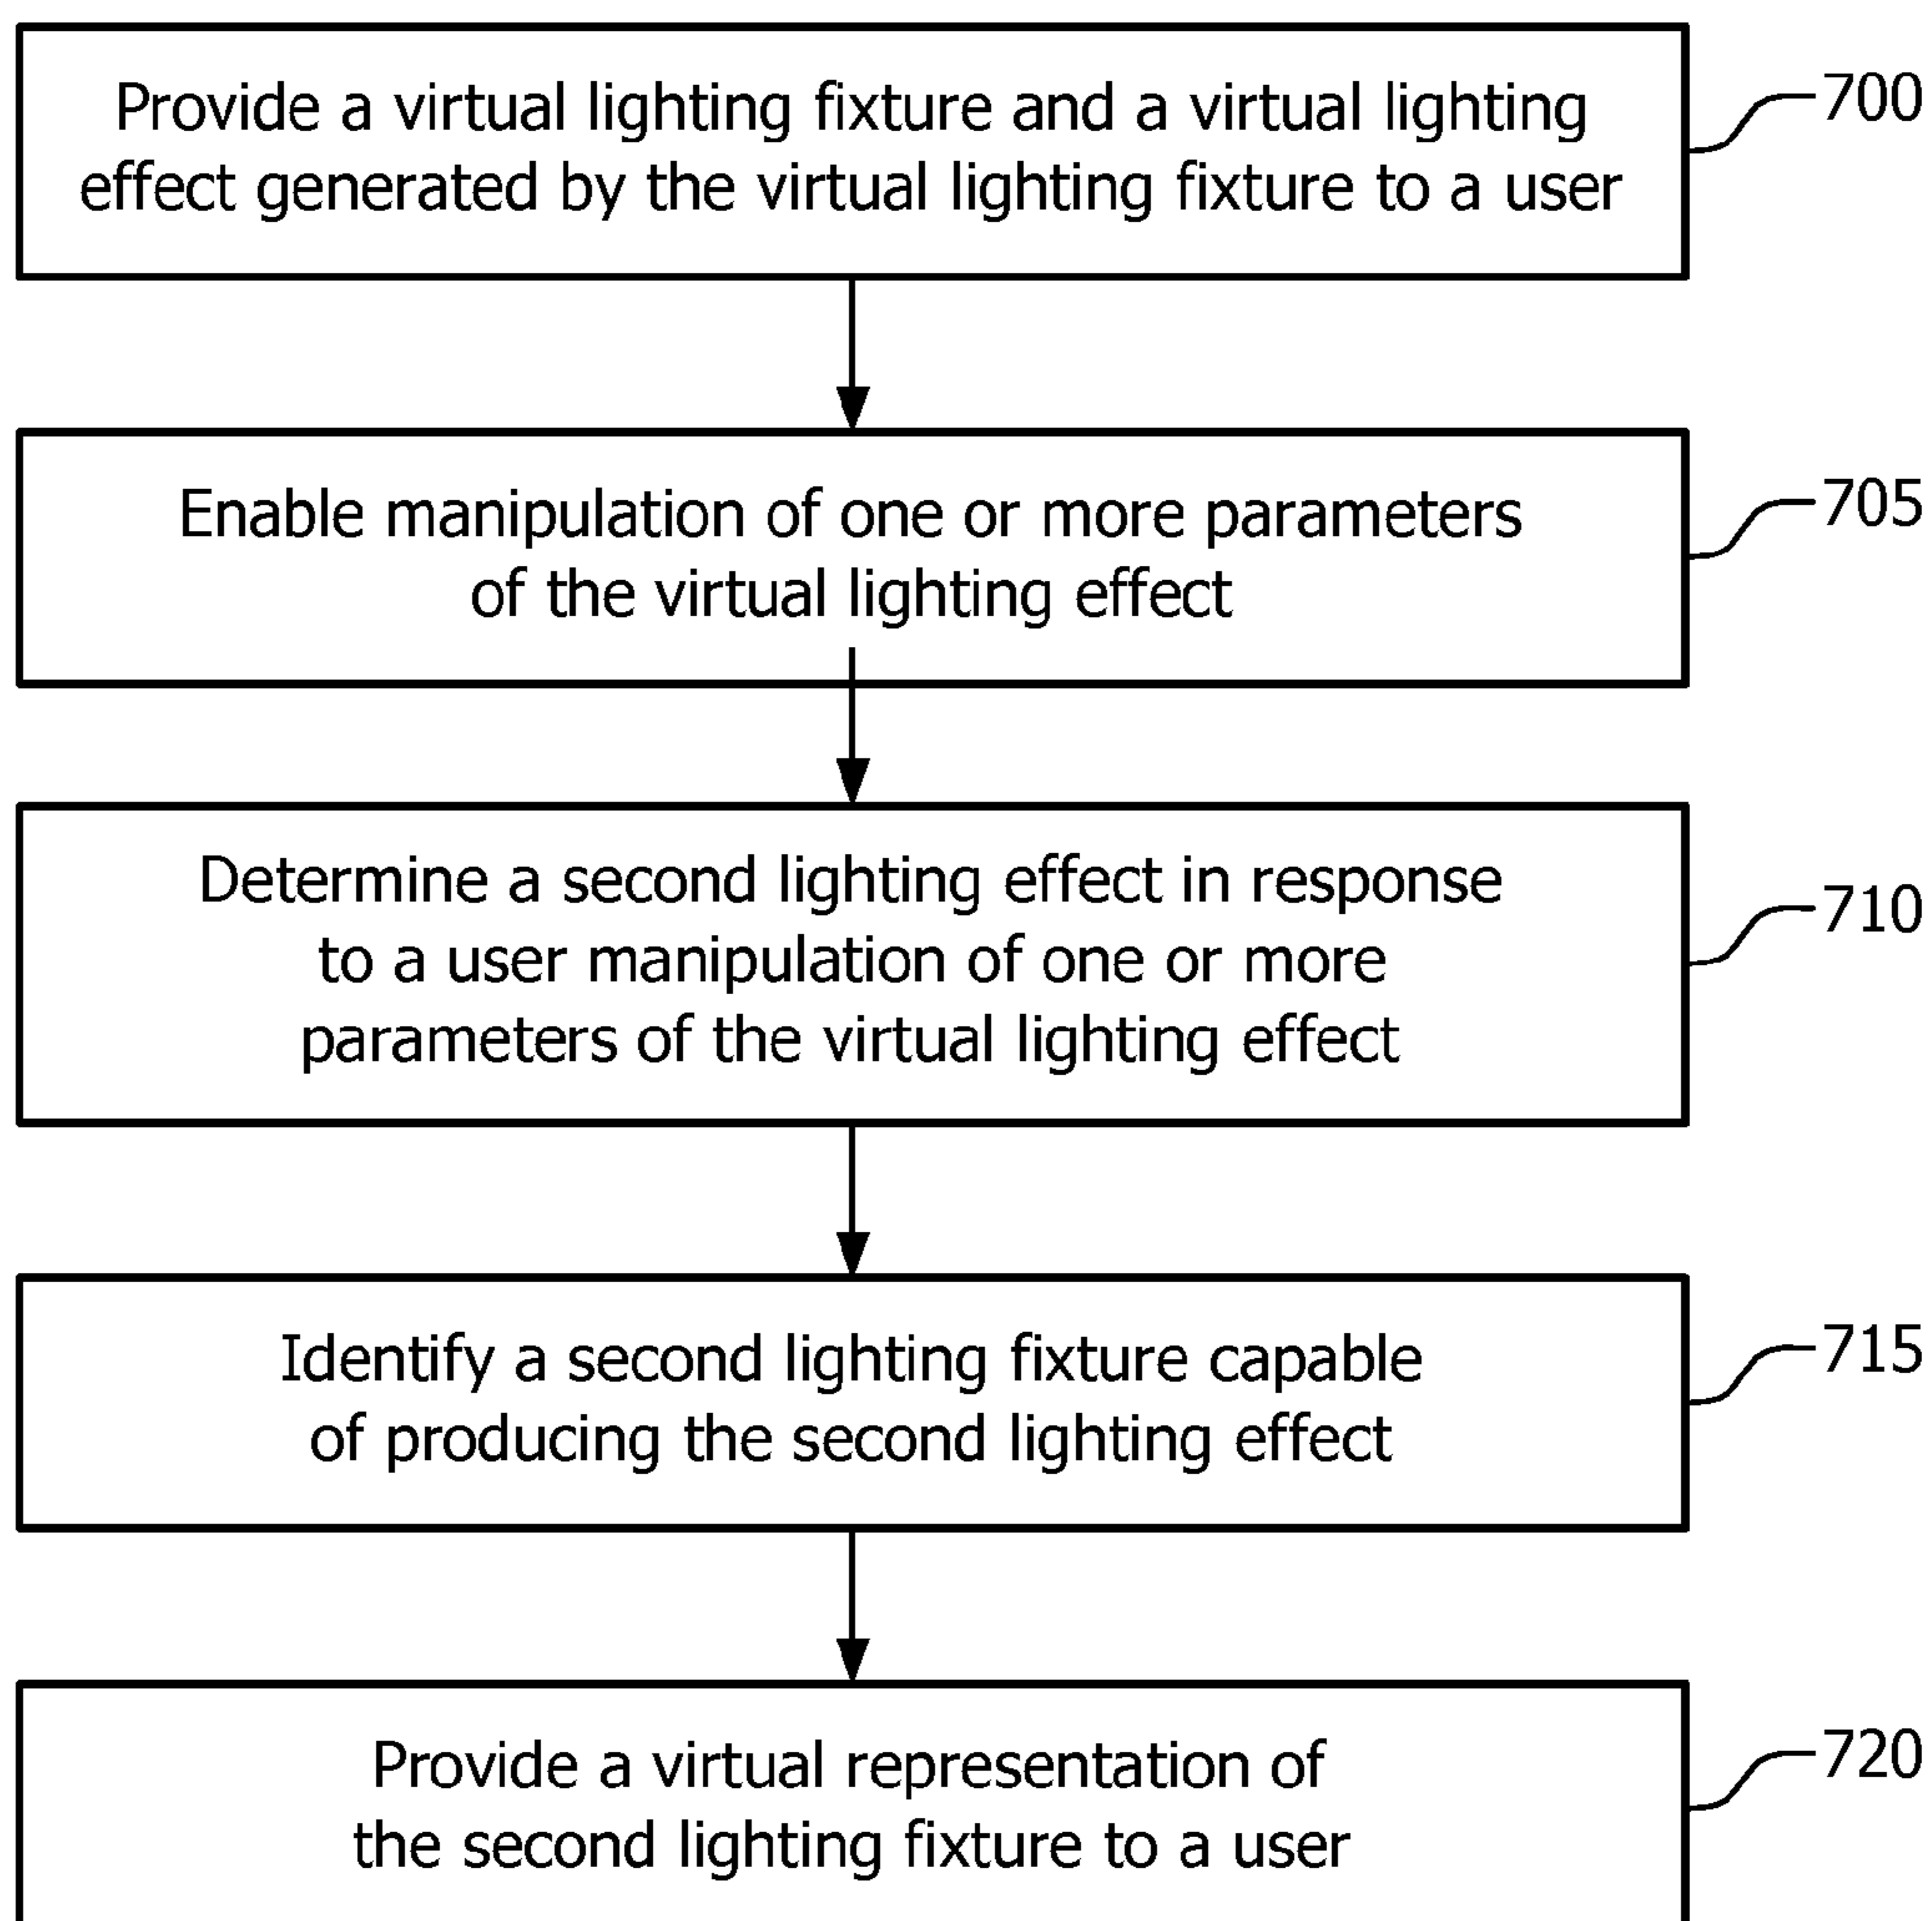 Provide a virtual lighting fixture and a virtual lighting
effect generated by the virtual lighting fixture to a user
700
Enable manipulation of one or more parameters
of the virtual lighting effect
705
Determine a second lighting effect in response
to a user manipulation of one or more
parameters of the virtual lighting effect
710
Identify a second lighting fixture capable
of producing the second lighting effect
715
Provide a virtual representation of
the second lighting fixture to a user
720